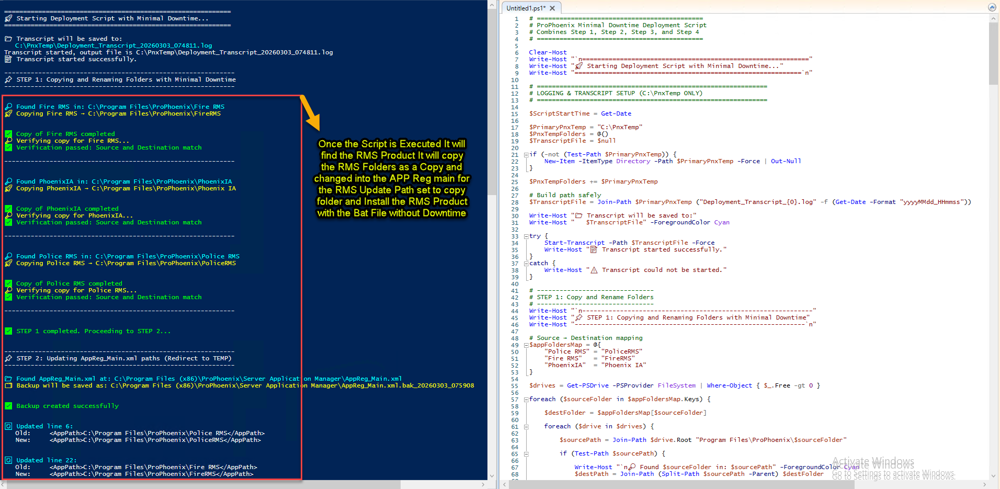 ============================================================
🚀 Starting Deployment Script with Minimal Downtime...
============================================================
📂 Transcript will be saved to:
C:\PnxTemp\Deployment_Transcript_20260303_074811.log
Transcript started, output file is C:\PnxTemp\Deployment_Transcript_20260303_074811.log
📝 Transcript started successfully.
-------------------------------------------------------------
📌 STEP 1: Copying and Renaming Folders with Minimal Downtime
-------------------------------------------------------------
🔎 Found Fire RMS in: C:\Program Files\ProPhoenix\Fire RMS
🚀 Copying Fire RMS → C:\Program Files\ProPhoenix\FireRMS
✅ Copy of Fire RMS completed
🔎 Verifying copy for Fire RMS...
✅ Verification passed: Source and Destination match
-------------------------------------------------------------
🔎 Found PhoenixIA in: C:\Program Files\ProPhoenix\PhoenixIA
🚀 Copying PhoenixIA → C:\Program Files\ProPhoenix\Phoenix IA
✅ Copy of PhoenixIA completed
🔎 Verifying copy for PhoenixIA...
✅ Verification passed: Source and Destination match
-------------------------------------------------------------
🔎 Found Police RMS in: C:\Program Files\ProPhoenix\Police RMS
🚀 Copying Police RMS → C:\Program Files\ProPhoenix\PoliceRMS
✅ Copy of Police RMS completed
🔎 Verifying copy for Police RMS...
✅ Verification passed: Source and Destination match
-------------------------------------------------------------
✅ STEP 1 completed. Proceeding to STEP 2...
-------------------------------------------------------------
📌 STEP 2: Updating AppReg_Main.xml paths (Redirect to TEMP)
-------------------------------------------------------------
📂 Found AppReg_Main.xml at: C:\Program Files (x86)\ProPhoenix\Server Application Manager\AppReg_Main.xml
🗂 Backup will be saved as: C:\Program Files (x86)\ProPhoenix\Server Application Manager\AppReg_Main.xml.bak_20260303_075908
✅ Backup created successfully
🔄 Updated line 6:
Old: <AppPath>C:\Program Files\ProPhoenix\Police RMS</AppPath>
New: <AppPath>C:\Program Files\ProPhoenix\PoliceRMS</AppPath>
🔄 Updated line 22:
Old: <AppPath>C:\Program Files\ProPhoenix\Fire RMS</AppPath>
New: <AppPath>C:\Program Files\ProPhoenix\FireRMS</AppPath>
Once the Script is Executed It will
find the RMS Product It will copy
the RMS Folders as a Copy and
changed into the APP Reg main for
the RMS Update Path set to copy
folder and Install the RMS Product
with the Bat File without Downtime
Untitled1.ps1* X
1 # ============================================
2 # ProPhoenix Minimal Downtime Deployment Script
3 # Combines Step 1, Step 2, Step 3, and Step 4
4 # ============================================
5
6 Clear-Host
7 Write-Host "`n============================================================"
8 Write-Host "🚀 Starting Deployment Script with Minimal Downtime..."
9 Write-Host "============================================================`n"
10
11 # =============================================================
12 # LOGGING & TRANSCRIPT SETUP (C:\PnxTemp ONLY)
13 # =============================================================
14
15 $ScriptStartTime = Get-Date
16
17 $PrimaryPnxTemp = "C:\PnxTemp"
18 $PnxTempFolders = @()
19 $TranscriptFile = $null
20
21 if (-not (Test-Path $PrimaryPnxTemp)) {
22 New-Item -ItemType Directory -Path $PrimaryPnxTemp -Force | Out-Null
23 }
24
25 $PnxTempFolders += $PrimaryPnxTemp
26
27 # Build path safely
28 $TranscriptFile = Join-Path $PrimaryPnxTemp ("Deployment_Transcript_{0}.log" -f (Get-Date -Format "yyyyMMdd_HHmmss"))
29
30 Write-Host "📂 Transcript will be saved to:"
31 Write-Host "   $TranscriptFile" -ForegroundColor Cyan
32
33 try {
34 Start-Transcript -Path $TranscriptFile -Force
35 Write-Host "📝 Transcript started successfully."
36 }
37 catch {
38 Write-Host "⚠ Transcript could not be started."
39 }
40
41 # -------------------------------
42 # STEP 1: Copy and Rename Folders
43 # -------------------------------
44 Write-Host "`n-------------------------------------------------------------"
45 Write-Host "📌 STEP 1: Copying and Renaming Folders with Minimal Downtime"
46 Write-Host "-------------------------------------------------------------`n"
47
48 # Source → Destination mapping
49 $appFoldersMap = @{
50 "Police RMS" = "PoliceRMS"
51 "Fire RMS" = "FireRMS"
52 "PhoenixIA" = "Phoenix IA"
53 }
54
55 $drives = Get-PSDrive -PSProvider FileSystem | Where-Object { $_.Free -gt 0 }
56
57 foreach ($sourceFolder in $appFoldersMap.Keys) {
58
59 $destFolder = $appFoldersMap[$sourceFolder]
60
61 foreach ($drive in $drives) {
62
63 $sourcePath = Join-Path $drive.Root "Program Files\ProPhoenix\$sourceFolder"
64
65 if (Test-Path $sourcePath) {
66
67 Write-Host "`n🔎 Found $sourceFolder in: $sourcePath" -ForegroundColor Cyan
68 $destPath = Join-Path (Split-Path $sourcePath -Parent) $destFolder
Activate Windows
Go to Settings to activate Windows.